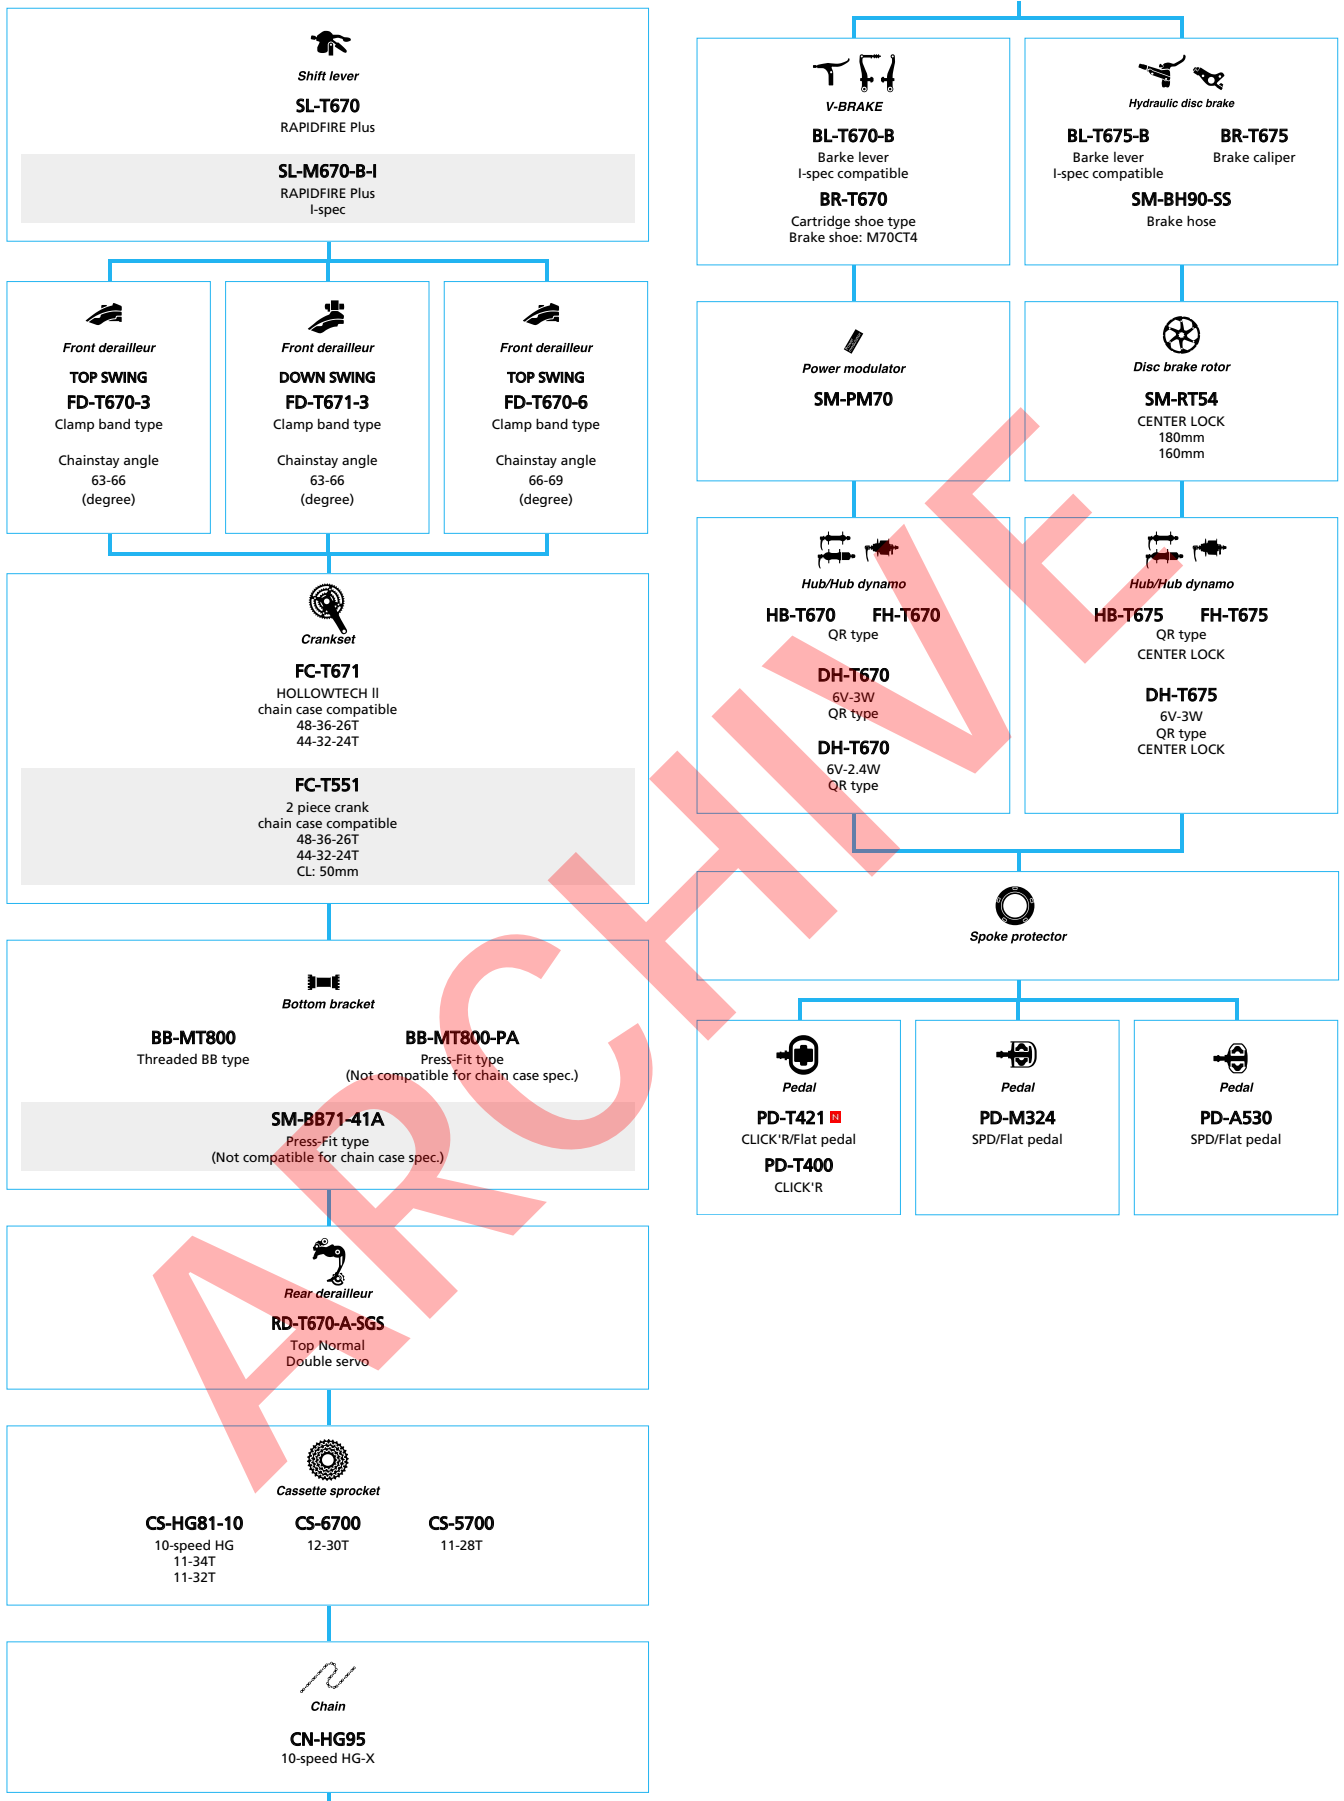 Shift lever
SL-T670
RAPIDFIRE Plus
SL-M670-B-I
RAPIDFIRE Plus
I-spec
Front derailleur
TOP SWING
FD-T670-3
Clamp band type
Chainstay angle
63-66
(degree)
Front derailleur
DOWN SWING
FD-T671-3
Clamp band type
Chainstay angle
63-66
(degree)
Front derailleur
TOP SWING
FD-T670-6
Clamp band type
Chainstay angle
66-69
(degree)
Crankset
FC-T671
HOLLOWTECH ll
chain case compatible
48-36-26T
44-32-24T
FC-T551
2 piece crank
chain case compatible
48-36-26T
44-32-24T
CL: 50mm
Bottom bracket
BB-MT800
Threaded BB type
BB-MT800-PA
Press-Fit type
(Not compatible for chain case spec.)
SM-BB71-41A
Press-Fit type
(Not compatible for chain case spec.)
Rear derailleur
RD-T670-A-SGS
Top Normal
Double servo
Cassette sprocket
CS-HG81-10
10-speed HG
11-34T
11-32T
CS-6700
12-30T
CS-5700
11-28T
Chain
CN-HG95
10-speed HG-X
V-BRAKE
BL-T670-B
Barke lever
I-spec compatible
BR-T670
Cartridge shoe type
Brake shoe: M70CT4
Hydraulic disc brake
BL-T675-B
Barke lever
I-spec compatible
BR-T675
Brake caliper
SM-BH90-SS
Brake hose
Power modulator
SM-PM70
Disc brake rotor
SM-RT54
CENTER LOCK
180mm
160mm
Hub/Hub dynamo
HB-T670 FH-T670
QR type
DH-T670
6V-3W
QR type
DH-T670
6V-2.4W
QR type
Hub/Hub dynamo
HB-T675 FH-T675
QR type
CENTER LOCK
DH-T675
6V-3W
QR type
CENTER LOCK
Spoke protector
Pedal
PD-T421 N
CLICK'R/Flat pedal
PD-T400
CLICK'R
Pedal
PD-M324
SPD/Flat pedal
Pedal
PD-A530
SPD/Flat pedal
ARCHIVE